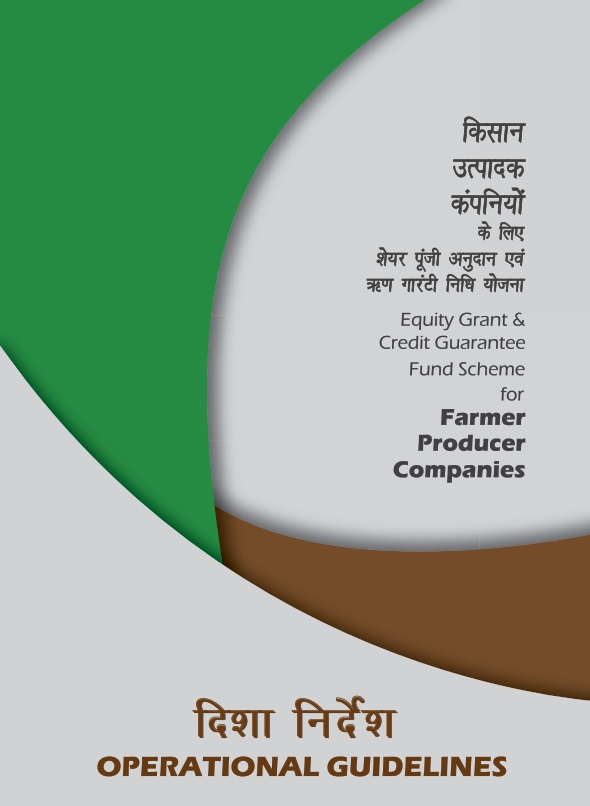 किसान
उत्पादक
कंपनियों
के लिए
शेयर पूंजी अनुदान एवं
ऋण गारंटी निधि योजना
Equity Grant &
Credit Guarantee
Fund Scheme
for
Farmer
Producer
Companies
दिशा निर्देश
OPERATIONAL GUIDELINES